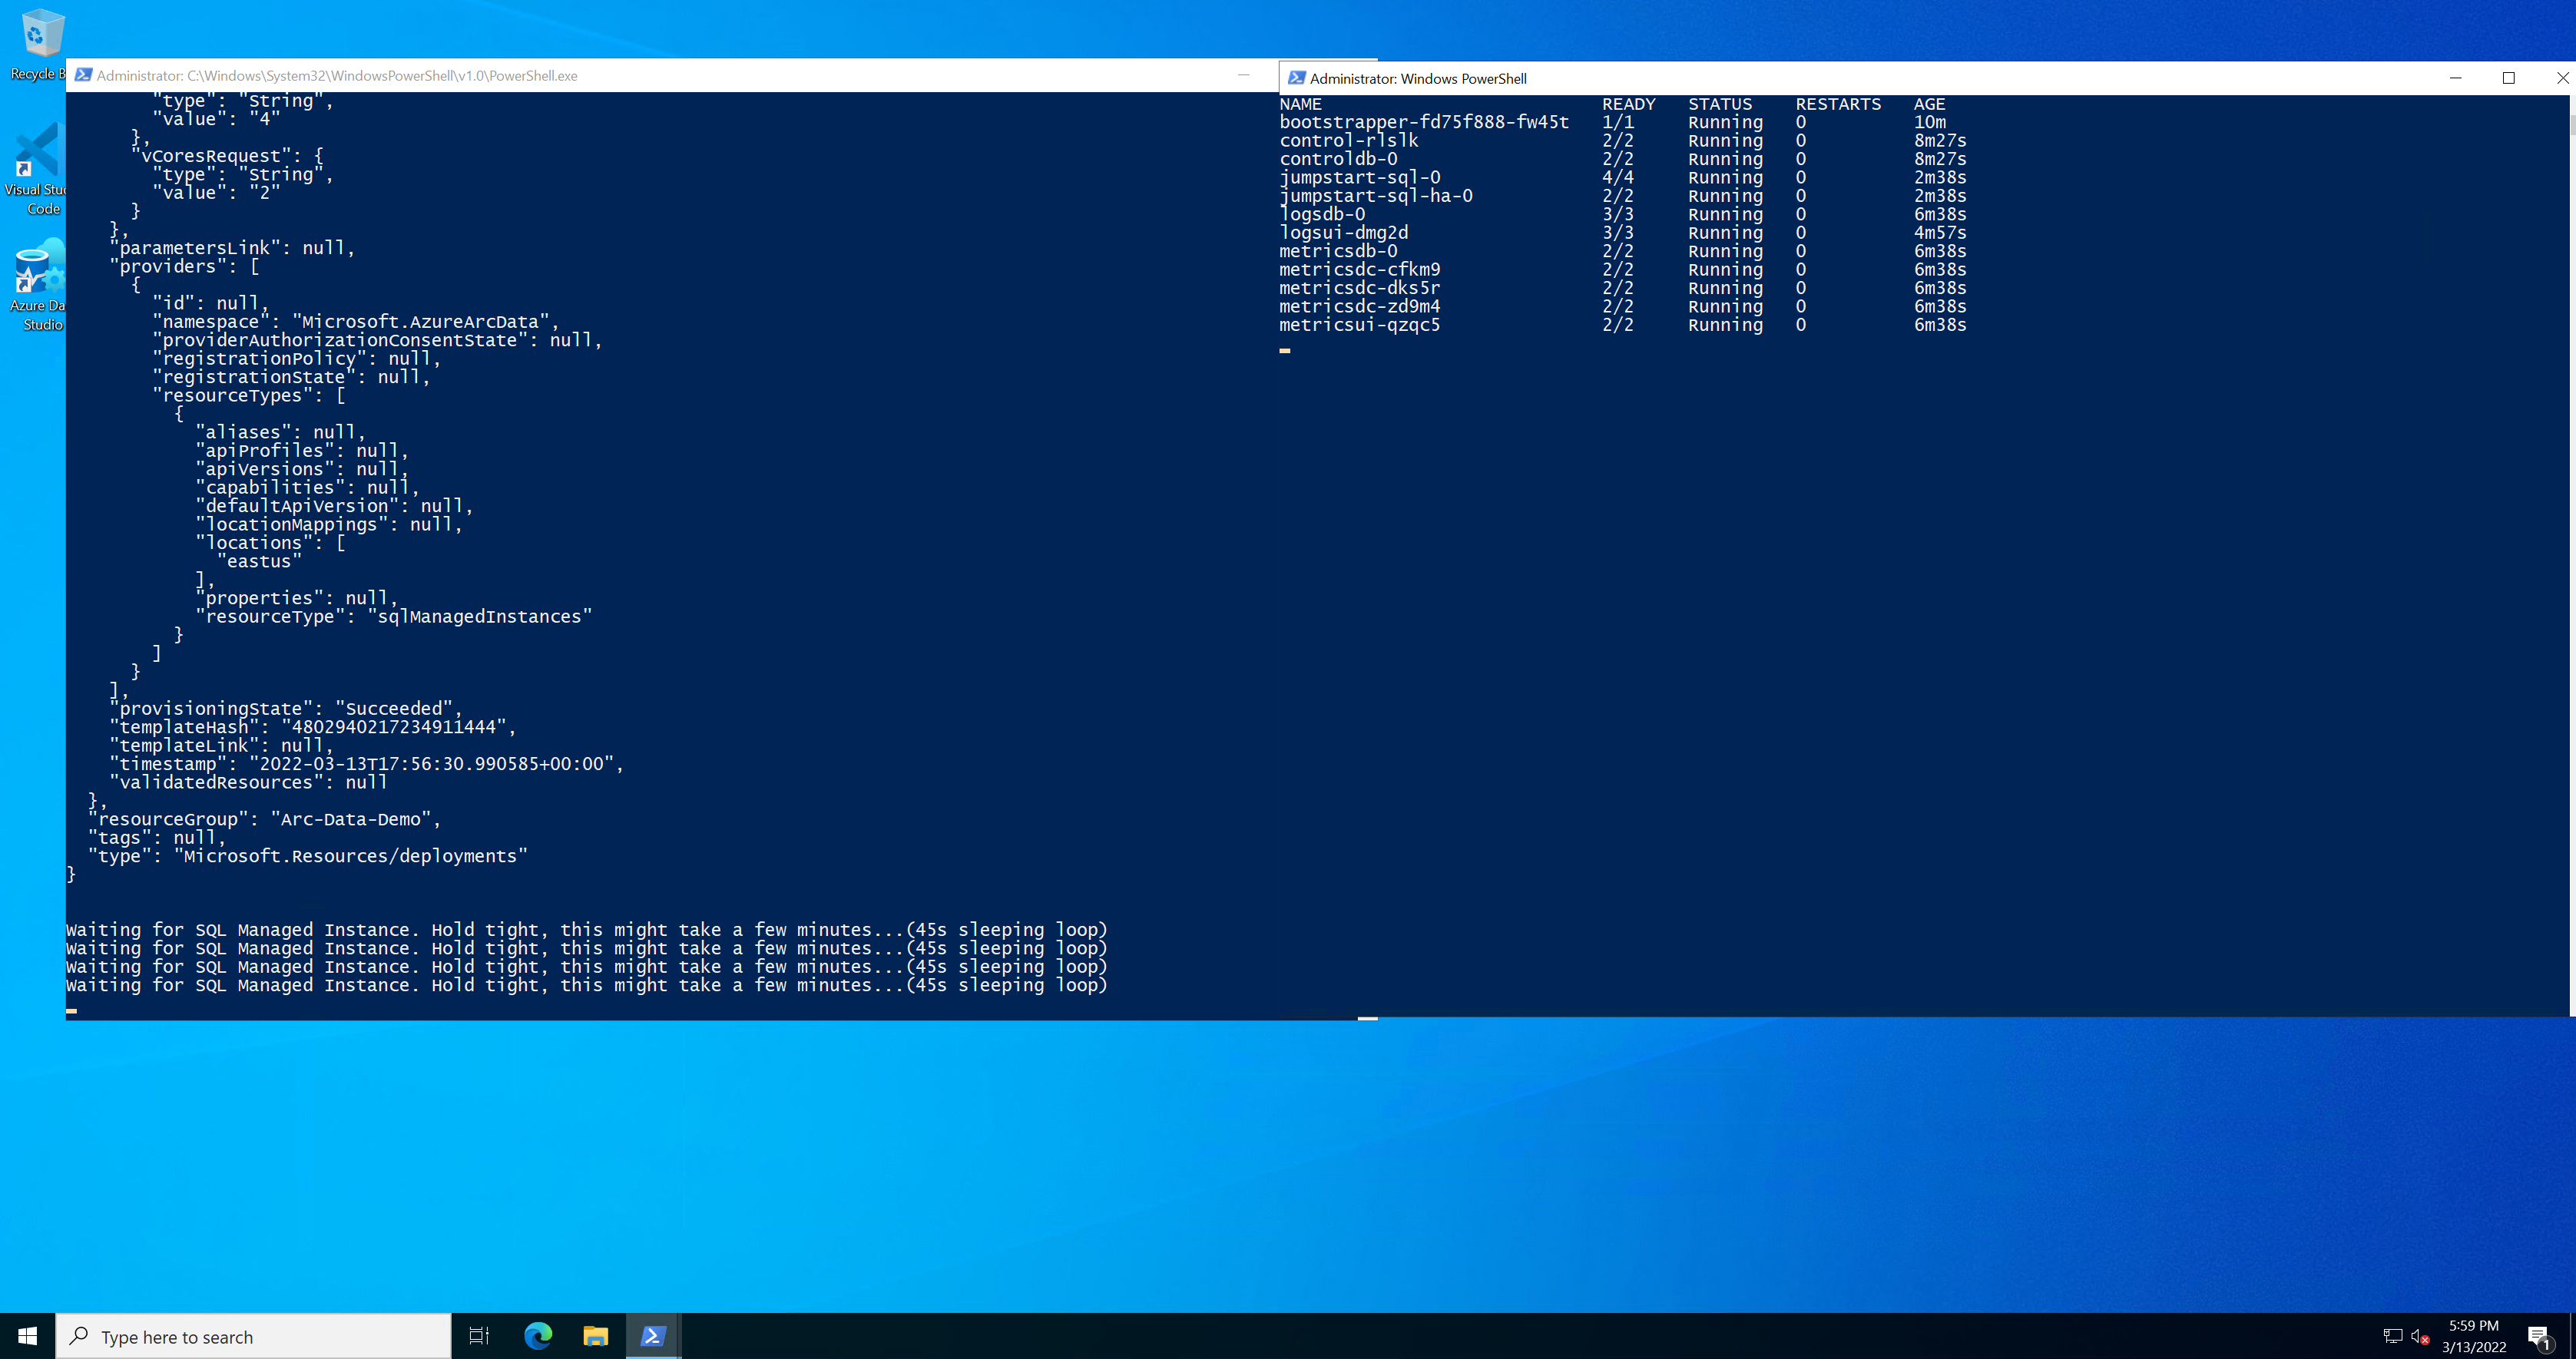 Recycle B
Visual Stud
Code
Azure Da
Studio
Administrator: C:\Windows\System32\WindowsPowerShell\v1.0\PowerShell.exe
"type": "String",
"value": "4"
},
"vCoresRequest": {
"type": "String",
"value": "2"
}
},
"parametersLink": null,
"providers": [
{
"id": null,
"namespace": "Microsoft.AzureArcData",
"providerAuthorizationConsentState": null,
"registrationPolicy": null,
"registrationState": null,
"resourceTypes": [
{
"aliases": null,
"apiProfiles": null,
"apiVersions": null,
"capabilities": null,
"defaultApiVersion": null,
"locationMappings": null,
"locations": [
"eastus"
],
"properties": null,
"resourceType": "sqlManagedInstances"
}
]
}
],
"provisioningState": "Succeeded",
"templateHash": "4802940217234911444",
"templateLink": null,
"timestamp": "2022-03-13T17:56:30.990585+00:00",
"validatedResources": null
},
"resourceGroup": "Arc-Data-Demo",
"tags": null,
"type": "Microsoft.Resources/deployments"
}
Waiting for SQL Managed Instance. Hold tight, this might take a few minutes...(45s sleeping loop)
Waiting for SQL Managed Instance. Hold tight, this might take a few minutes...(45s sleeping loop)
Waiting for SQL Managed Instance. Hold tight, this might take a few minutes...(45s sleeping loop)
Waiting for SQL Managed Instance. Hold tight, this might take a few minutes...(45s sleeping loop)
Administrator: Windows PowerShell
NAME READY STATUS RESTARTS AGE
bootstrapper-fd75f888-fw45t 1/1 Running 0 10m
control-rlslk 2/2 Running 0 8m27s
controldb-0 2/2 Running 0 8m27s
jumpstart-sql-0 4/4 Running 0 2m38s
jumpstart-sql-ha-0 2/2 Running 0 2m38s
logsdb-0 3/3 Running 0 6m38s
logsui-dmg2d 3/3 Running 0 4m57s
metricsdb-0 2/2 Running 0 6m38s
metricsdc-cfkm9 2/2 Running 0 6m38s
metricsdc-dks5r 2/2 Running 0 6m38s
metricsdc-zd9m4 2/2 Running 0 6m38s
metricsui-qzqc5 2/2 Running 0 6m38s
Type here to search
5:59 PM
3/13/2022
1